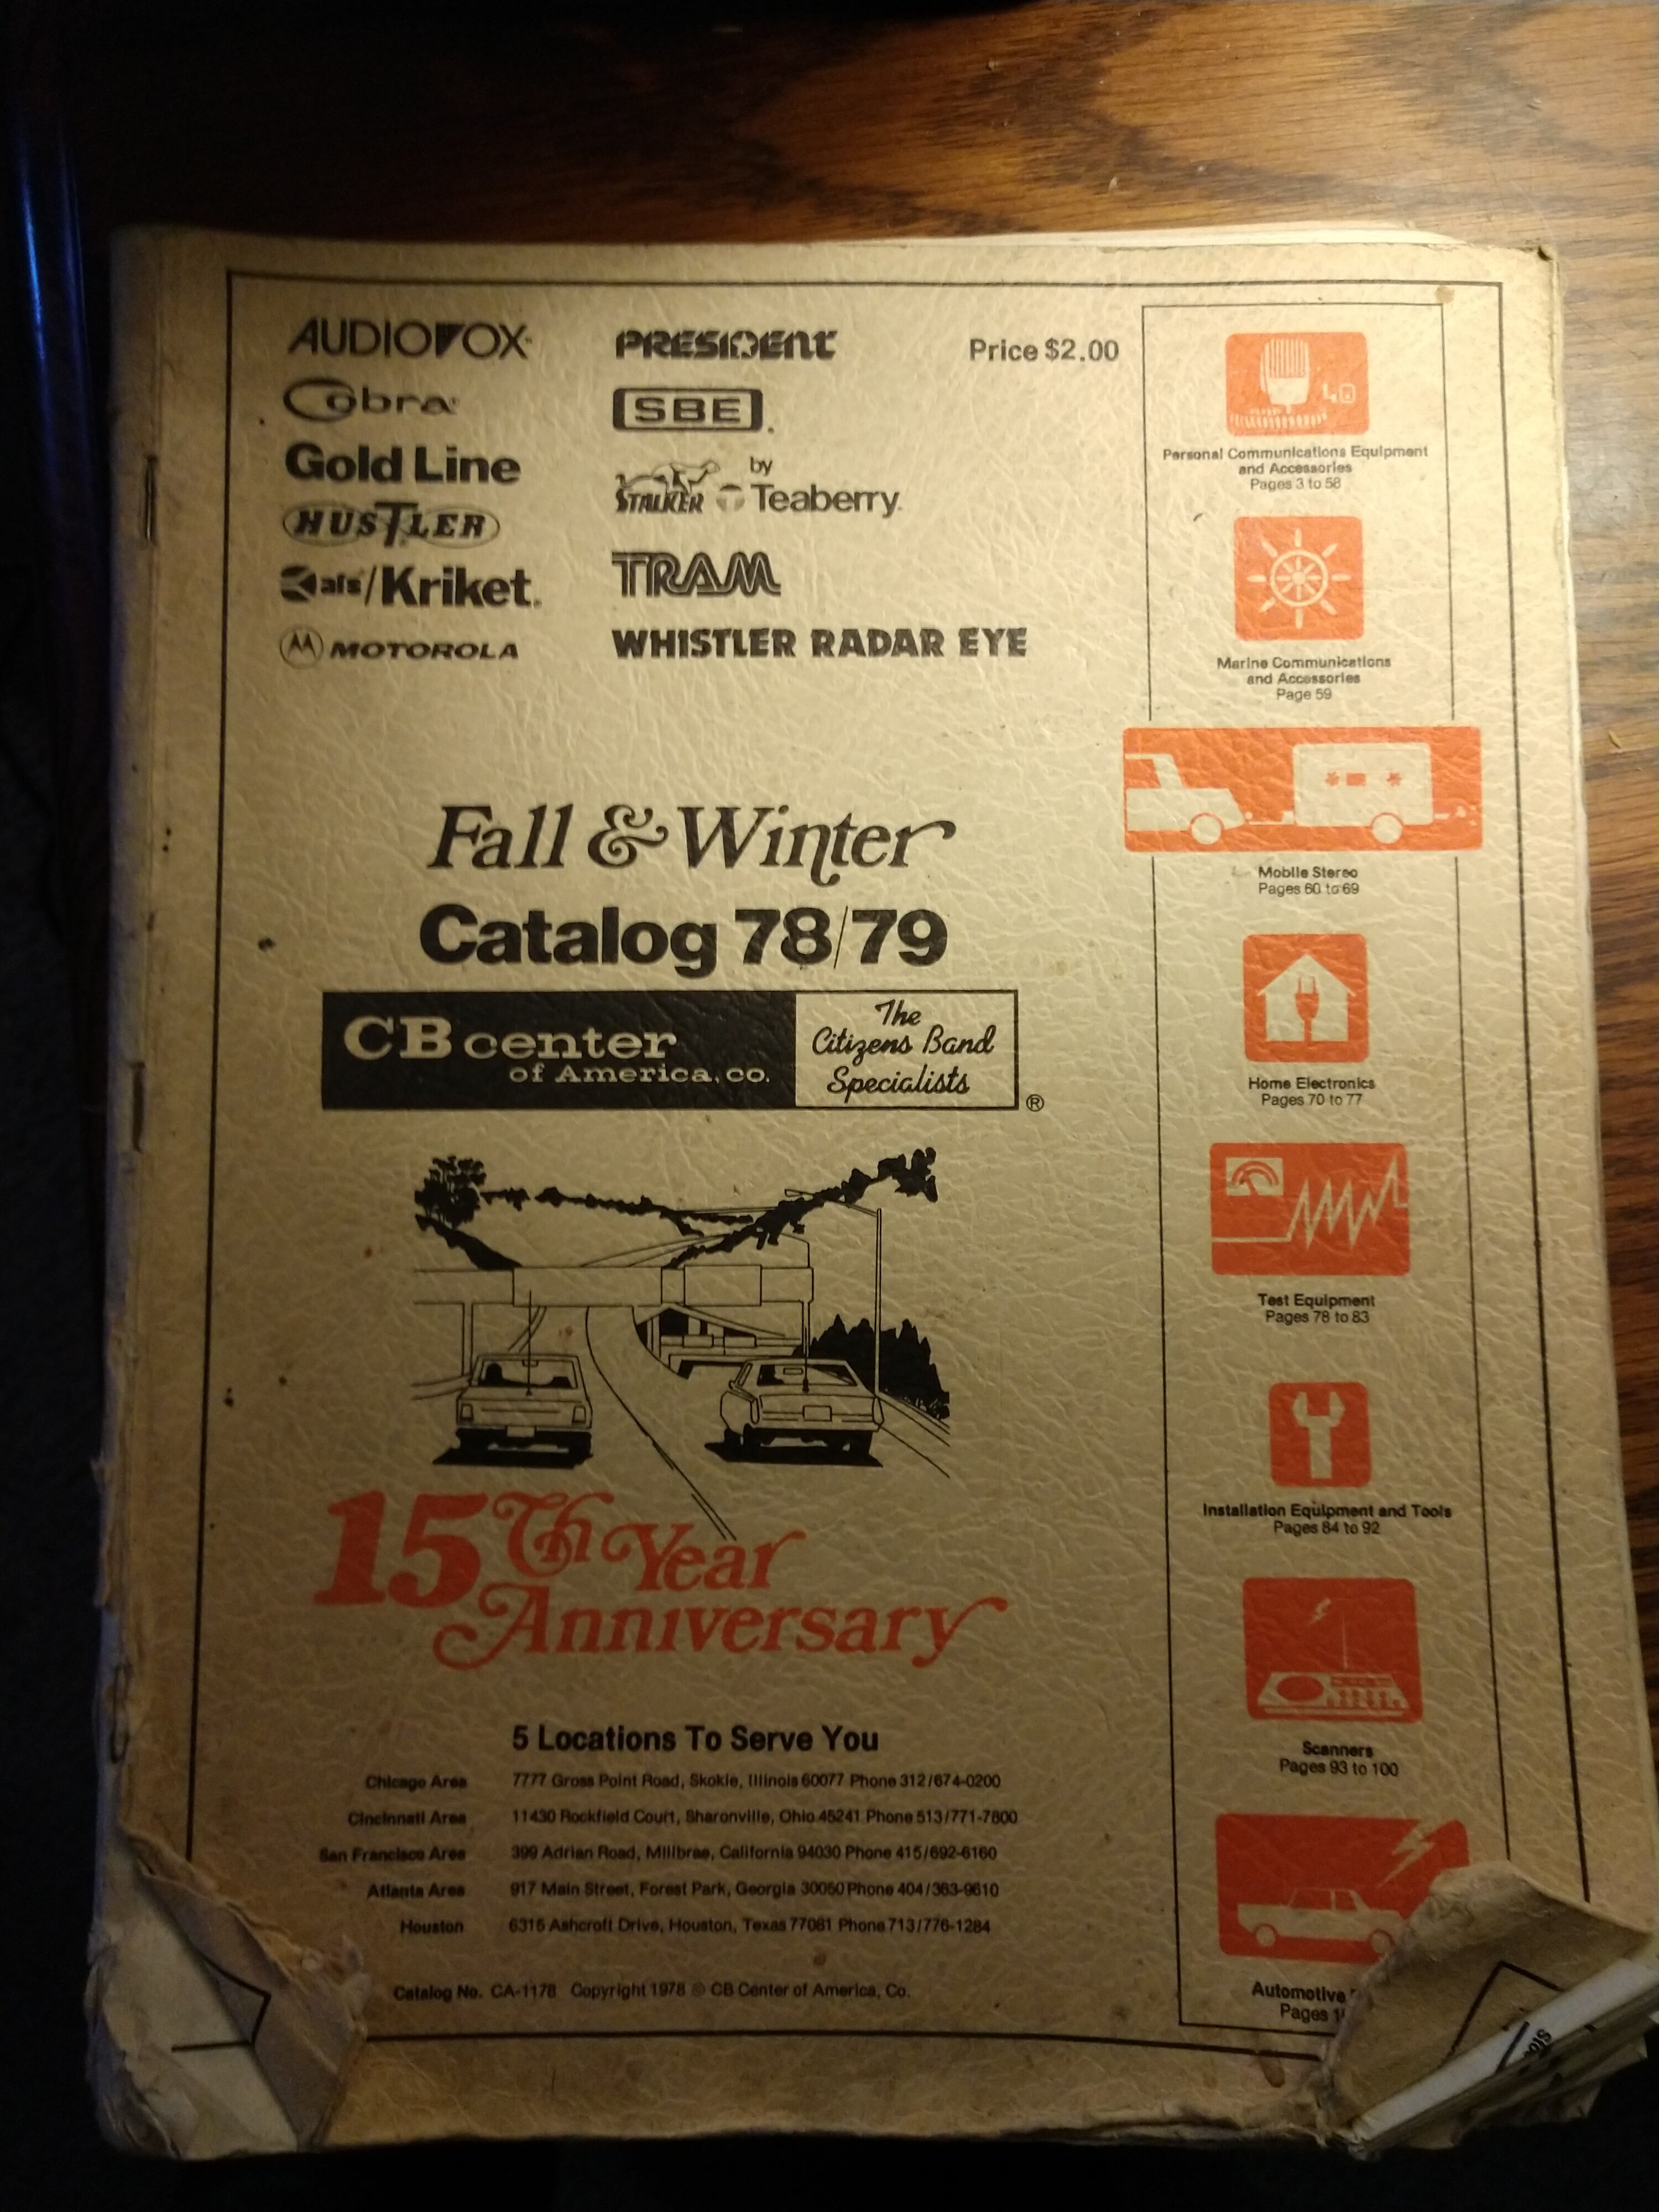 AUDIOVOX
Cobra
Gold Line
HUSTLER
/Kriket.
MOTOROLA
PRESIDENT
SBE
STALKER by Teaberry.
TRAM
WHISTLER RADAR EYE
Price $2.00
Fall & Winter
Catalog 78/79
CB center
of America, co.
The
Citizens Band
Specialists
®
15Th Year
Anniversary
5 Locations To Serve You
Chicago Area 7777 Gross Point Road, Skokie, Illinois 60077 Phone 312/674-0200
Cincinnati Area 11430 Rockfield Court, Sharonville, Ohio 45241 Phone 513/771-7800
San Francisco Area 399 Adrian Road, Millbrae, California 94030 Phone 415/692-6160
Atlanta Area 917 Main Street, Forest Park, Georgia 30050 Phone 404/363-9610
Houston 6315 Ashcroft Drive, Houston, Texas 77081 Phone 713/776-1284
Catalog No. CA-1178 Copyright 1978 © CB Center of America, Co.
40
Personal Communications Equipment
and Accessories
Pages 3 to 58
Marine Communications
and Accessories
Page 59
Mobile Stereo
Pages 60 to 69
Home Electronics
Pages 70 to 77
Test Equipment
Pages 78 to 83
Installation Equipment and Tools
Pages 84 to 92
Scanners
Pages 93 to 100
Automotive
Pages